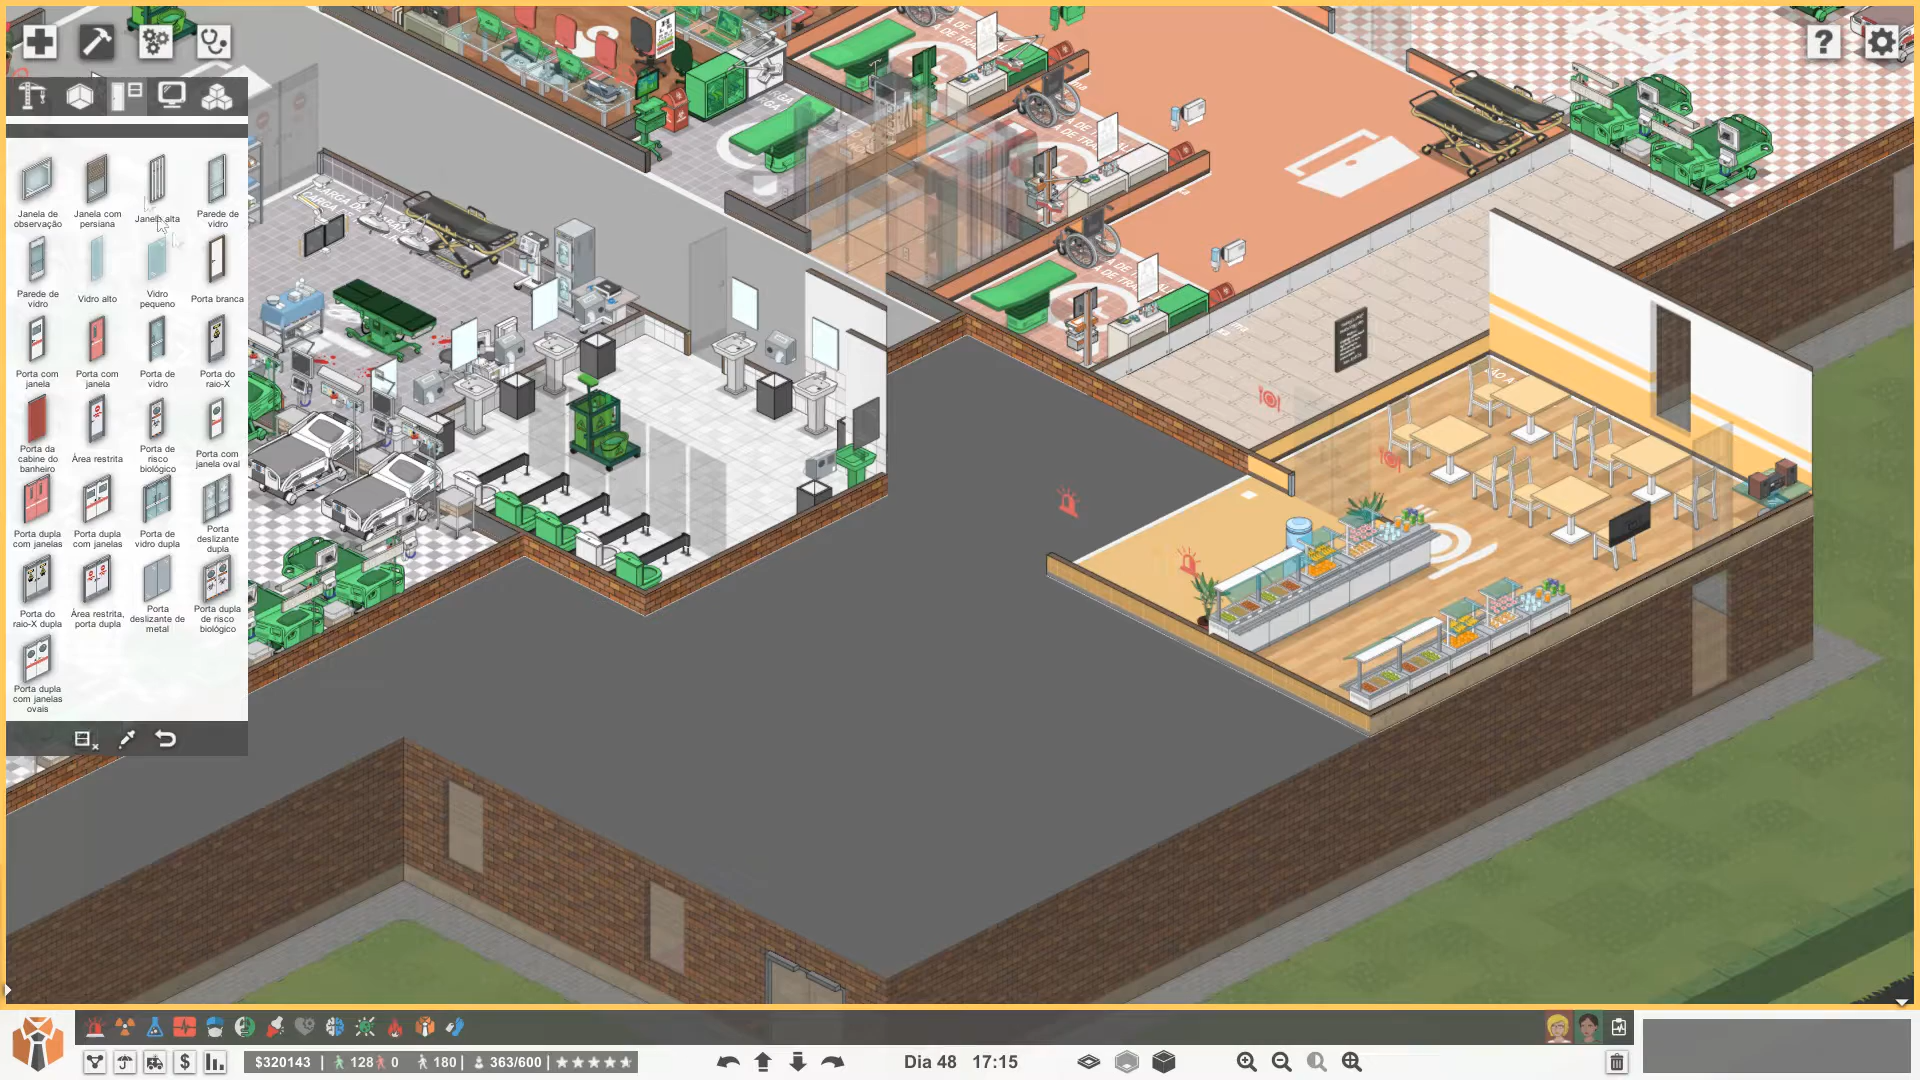 Janela de
observação
Janela com
persiana
Janela alta
Parede de
vidro
Parede de
vidro
Vidro alto
Vidro
pequeno
Porta branca
Porta com
janela
Porta com
janela
Porta de
vidro
Porta do
raio-X
Porta da
cabine do
banheiro
Área restrita
Porta de
risco
biológico
Porta com
janela oval
Porta dupla
com janelas
Porta dupla
com janelas
Porta de
vidro dupla
Porta
deslizante
dupla
Porta do
raio-X dupla
Área restrita,
porta dupla
Porta
deslizante de
metal
Porta dupla
de risco
biológico
Porta dupla
com janelas
ovais
?
$320143 | 128 0 | 180 | 363/600 |
Dia 48 17:15